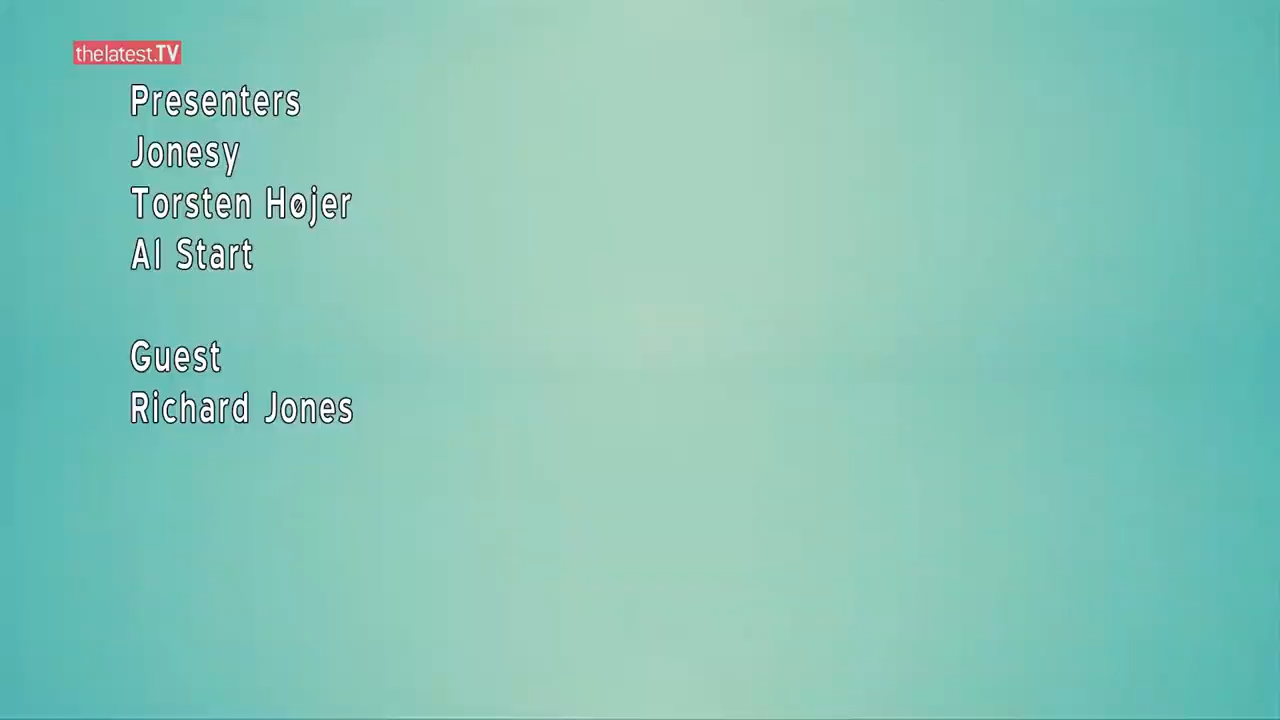 thelatest.TV
Presenters
Jonesy
Torsten Højer
Al Start
Guest
Richard Jones